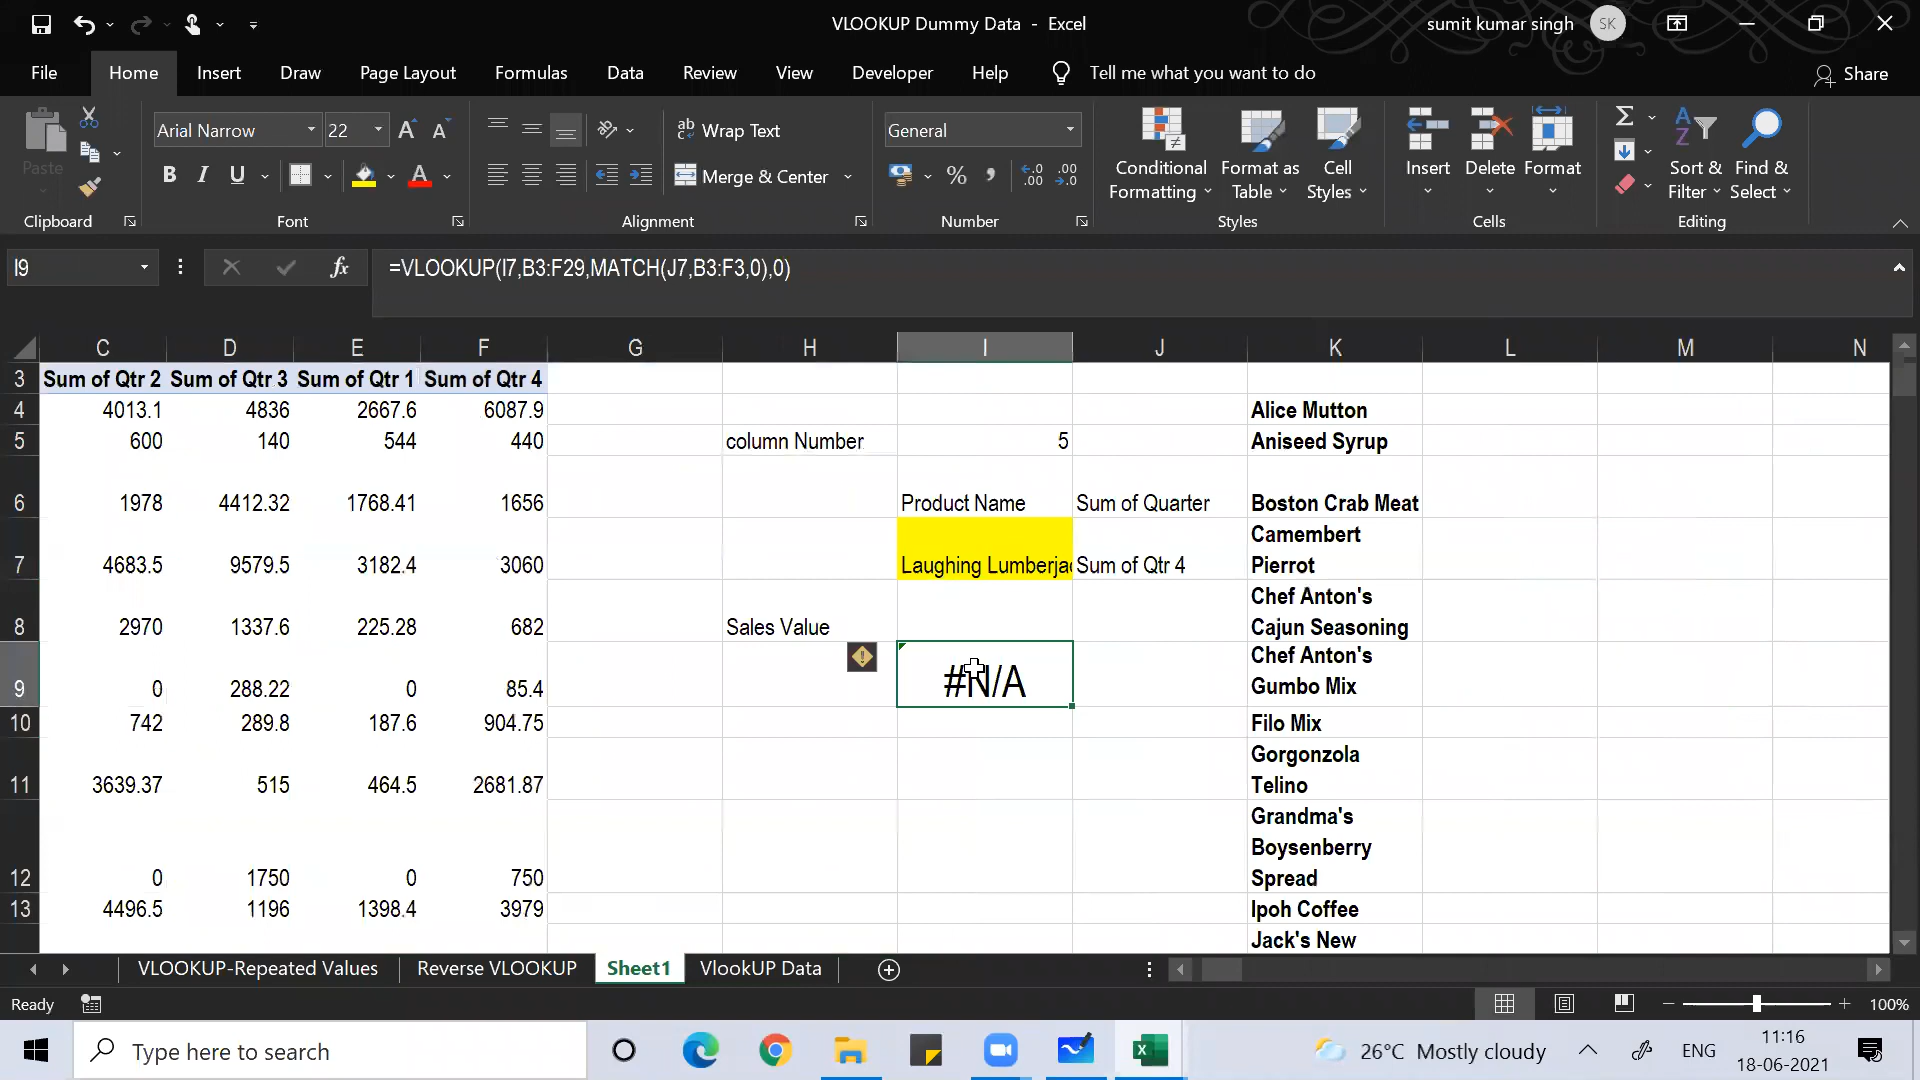 VLOOKUP Dummy Data - Excel
sumit kumar singh SK
File Home Insert Draw Page Layout Formulas Data Review View Developer Help Tell me what you want to do Share
Arial Narrow 22 A A ab Wrap Text General
Paste B I U A Merge & Center % , .0 .00 .00 .0
Conditional Formatting
Format as Table
Cell Styles
Insert Delete Format
Sort & Filter
Find & Select
Clipboard Font Alignment Number Styles Cells Editing
I9 fx =VLOOKUP(I7,B3:F29,MATCH(J7,B3:F3,0),0)
C D E F G H I J K L M N
3 Sum of Qtr 2 Sum of Qtr 3 Sum of Qtr 1 Sum of Qtr 4
4 4013.1 4836 2667.6 6087.9 Alice Mutton
5 600 140 544 440 column Number 5 Aniseed Syrup
6 1978 4412.32 1768.41 1656 Product Name Sum of Quarter Boston Crab Meat
Camembert
7 4683.5 9579.5 3182.4 3060 Laughing Lumberjac Sum of Qtr 4 Pierrot
Chef Anton's
8 2970 1337.6 225.28 682 Sales Value Cajun Seasoning
Chef Anton's
9 0 288.22 0 85.4 #N/A Gumbo Mix
10 742 289.8 187.6 904.75 Filo Mix
Gorgonzola
11 3639.37 515 464.5 2681.87 Telino
Grandma's
Boysenberry
12 0 1750 0 750 Spread
13 4496.5 1196 1398.4 3979 Ipoh Coffee
Jack's New
VLOOKUP-Repeated Values Reverse VLOOKUP Sheet1 VlookUP Data
Ready 100%
Type here to search 26°C Mostly cloudy ENG 11:16
18-06-2021